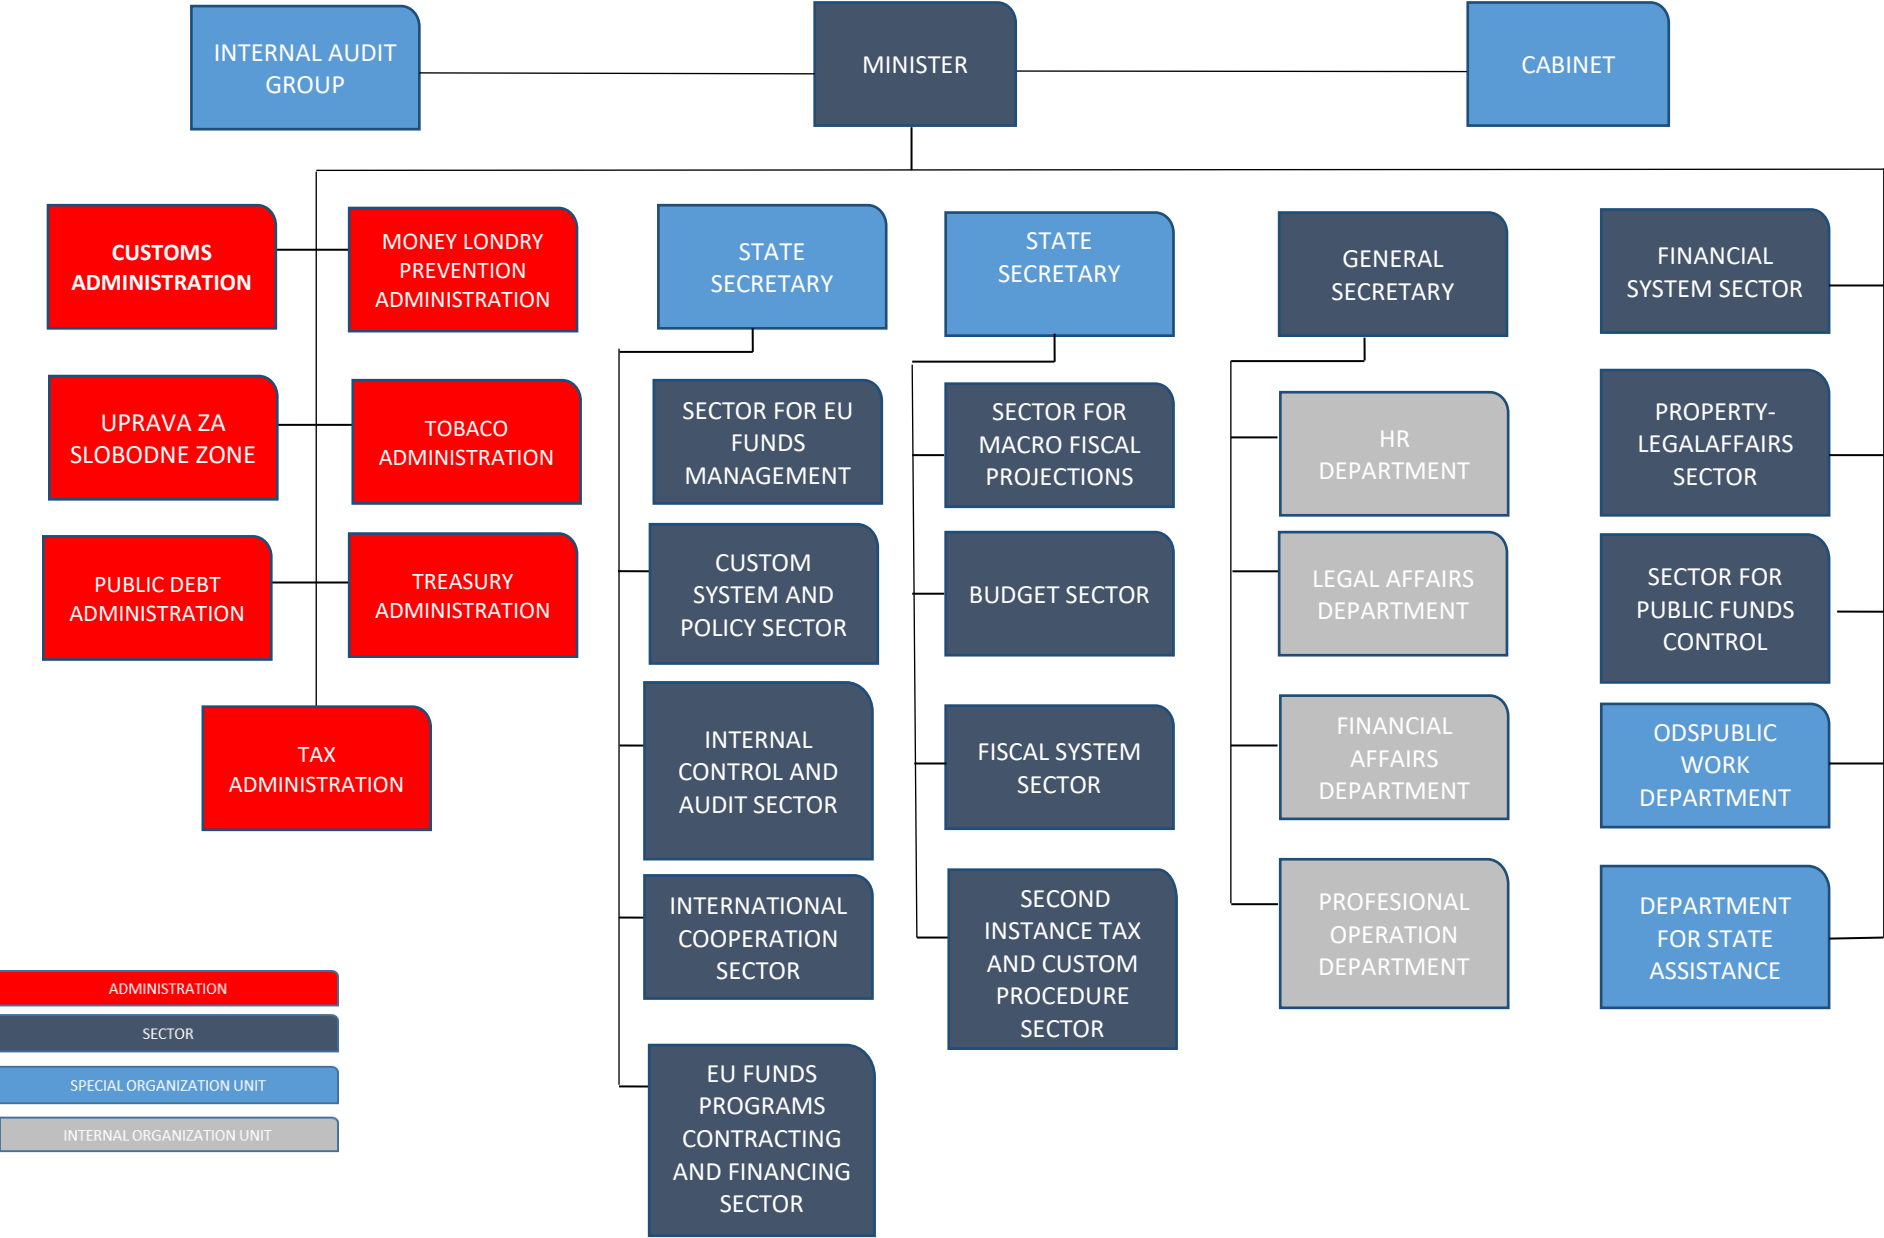 INTERNAL AUDIT
GROUP
MINISTER
CABINET
CUSTOMS
ADMINISTRATION
MONEY LONDRY
PREVENTION
ADMINISTRATION
STATE
SECRETARY
STATE
SECRETARY
GENERAL
SECRETARY
FINANCIAL
SYSTEM SECTOR
UPRAVA ZA
SLOBODNE ZONE
TOBACO
ADMINISTRATION
SECTOR FOR EU
FUNDS
MANAGEMENT
SECTOR FOR
MACRO FISCAL
PROJECTIONS
HR
DEPARTMENT
PROPERTY-
LEGALAFFAIRS
SECTOR
PUBLIC DEBT
ADMINISTRATION
TREASURY
ADMINISTRATION
CUSTOM
SYSTEM AND
POLICY SECTOR
BUDGET SECTOR
LEGAL AFFAIRS
DEPARTMENT
SECTOR FOR
PUBLIC FUNDS
CONTROL
TAX
ADMINISTRATION
INTERNAL
CONTROL AND
AUDIT SECTOR
FISCAL SYSTEM
SECTOR
FINANCIAL
AFFAIRS
DEPARTMENT
ODSPUBLIC
WORK
DEPARTMENT
INTERNATIONAL
COOPERATION
SECTOR
SECOND
INSTANCE TAX
AND CUSTOM
PROCEDURE
SECTOR
PROFESIONAL
OPERATION
DEPARTMENT
DEPARTMENT
FOR STATE
ASSISTANCE
EU FUNDS
PROGRAMS
CONTRACTING
AND FINANCING
SECTOR
ADMINISTRATION
SECTOR
SPECIAL ORGANIZATION UNIT
INTERNAL ORGANIZATION UNIT